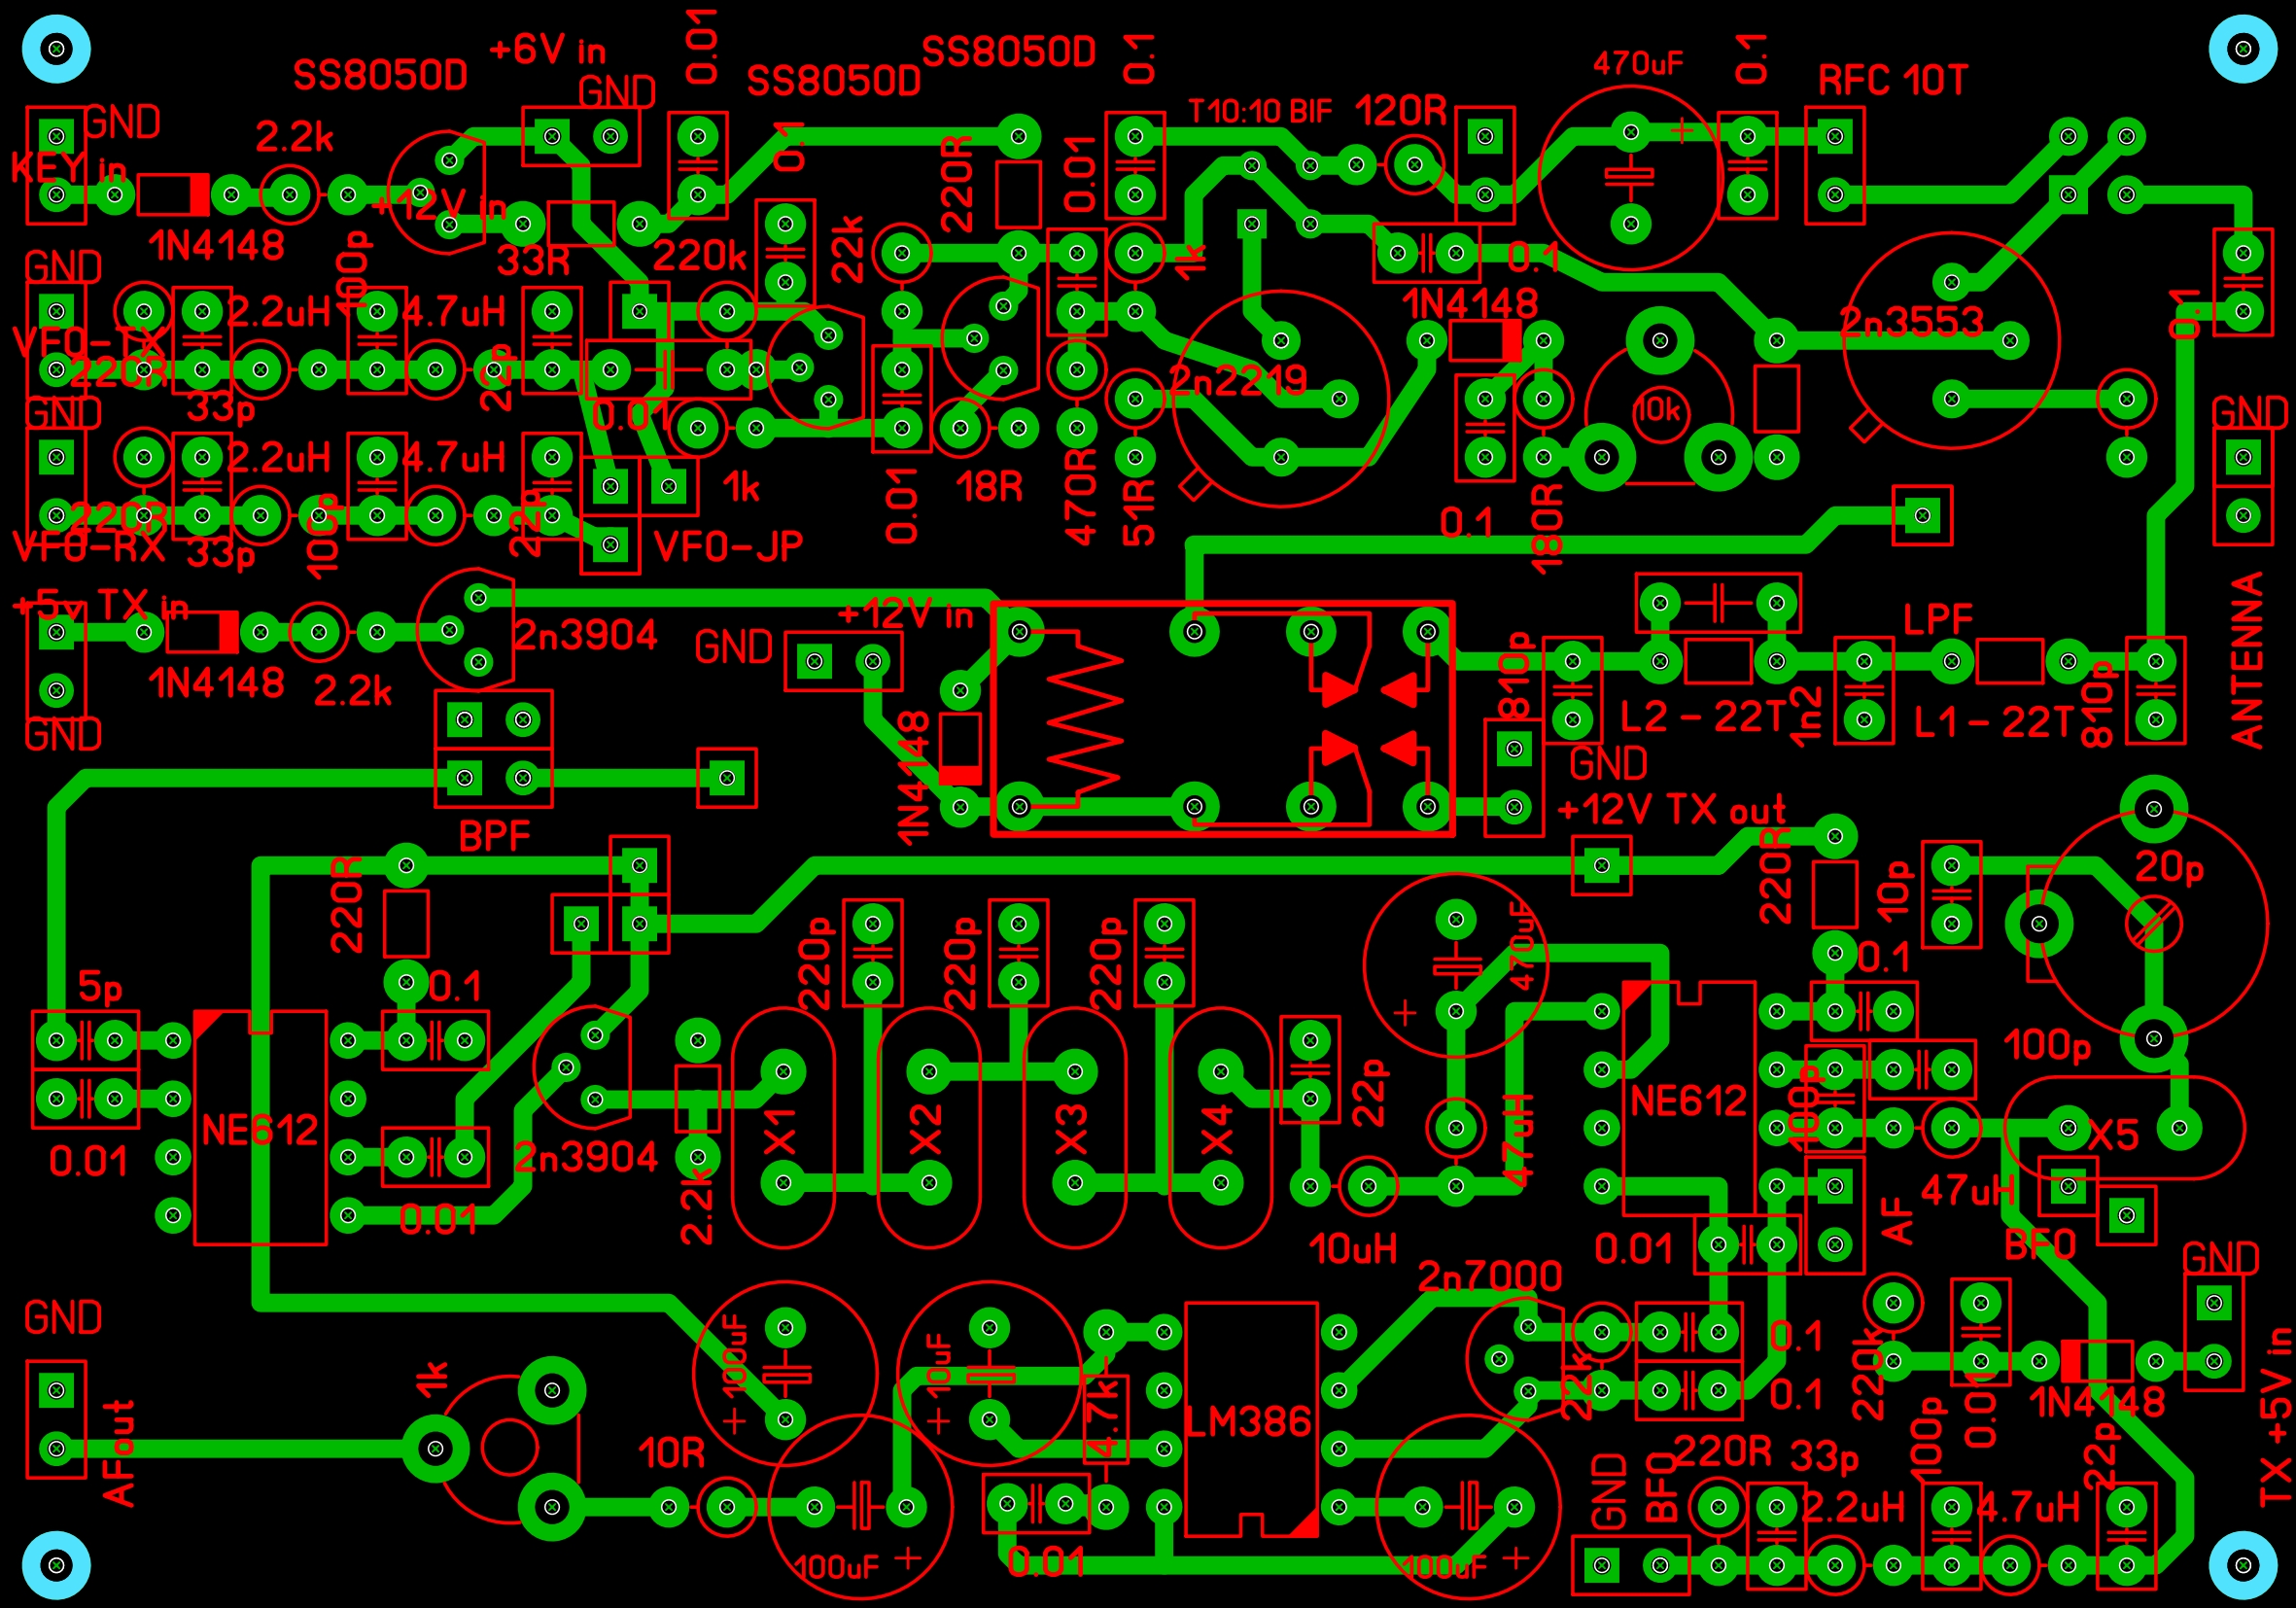 SS8050D
+6V in
GND
0.01
SS8050D
SS8050D
0.1
470uF
0.1
RFC 10T
GND
2.2k
0.1
220R
0.01
T10:10 BIF
120R
KEY in
+12V in
1N4148
100p
33R
220k
22k
1k
0.1
GND
2.2uH
4.7uH
1N4148
2n3553
0.1
VFO-TX
220R
33p
22p
0.01
2n2219
10k
GND
GND
2.2uH
4.7uH
1k
0.01
18R
470R
51R
180R
0.1
220R
VFO-RX
33p
100p
22p
VFO-JP
+5v TX in
2n3904
+12V in
GND
LPF
ANTENNA
1N4148
2.2k
GND
1N4148
810p
L2 - 22T
1n2
L1 - 22T
810p
GND
+12V TX out
BPF
220R
220R
10p
20p
5p
0.1
220p
220p
220p
470uF
0.1
100p
NE612
0.01
0.01
2n3904
2.2k
X1
X2
X3
X4
22p
47uH
NE612
100p
X5
47uH
10uH
0.01
AF
BFO
GND
GND
AFout
1k
10R
100uF
10uF
100uF
4.7k
0.01
LM386
2n7000
100uF
22k
0.1
0.1
220k
0.01
1N4148
TX +5V in
GND
BFO
220R
33p
2.2uH
100p
4.7uH
22p